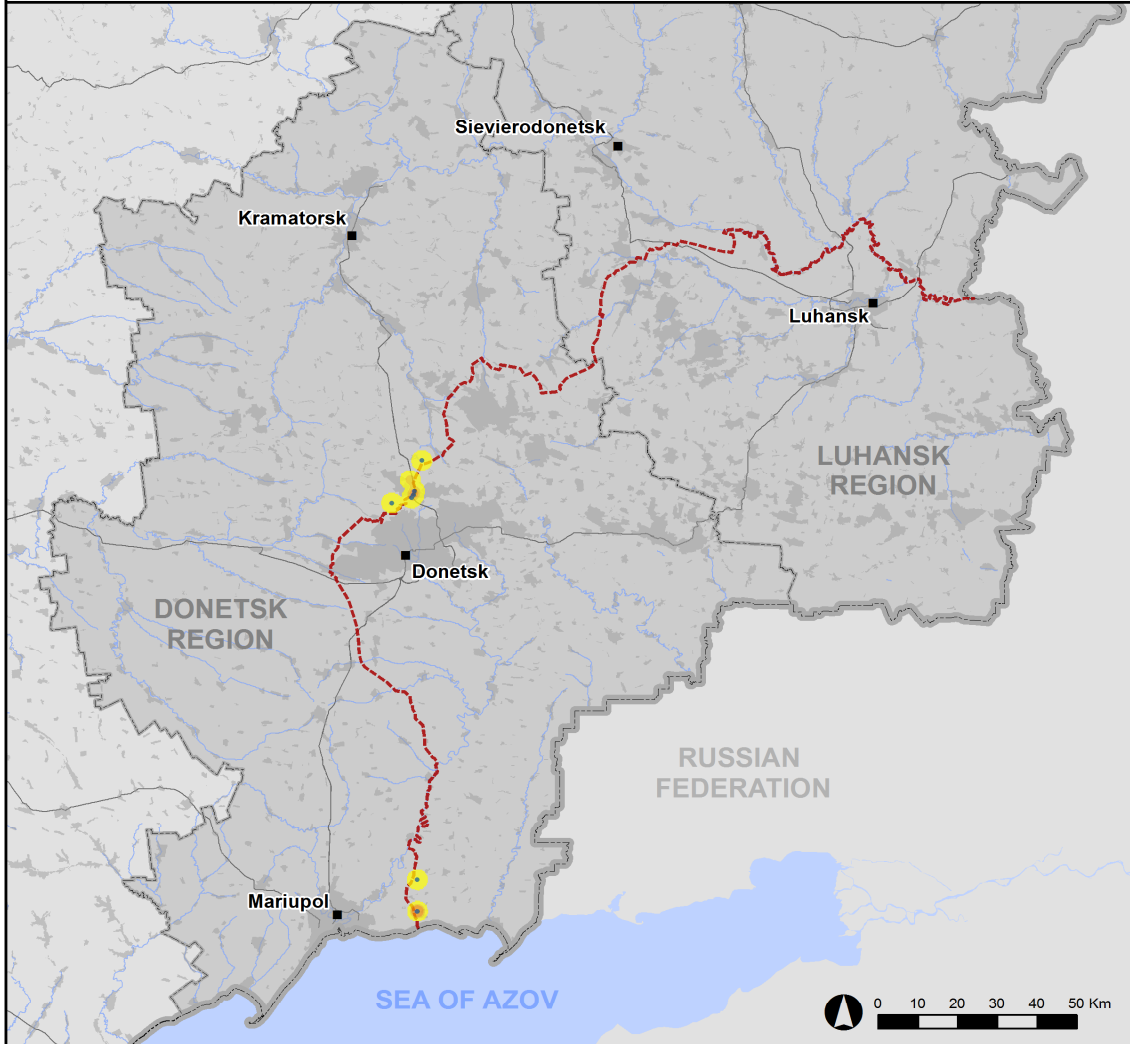 Sievierodonetsk
Kramatorsk
Luhansk
LUHANSK
REGION
Donetsk
DONETSK
REGION
RUSSIAN
FEDERATION
Mariupol
SEA OF AZOV
0 10 20 30 40 50 Km